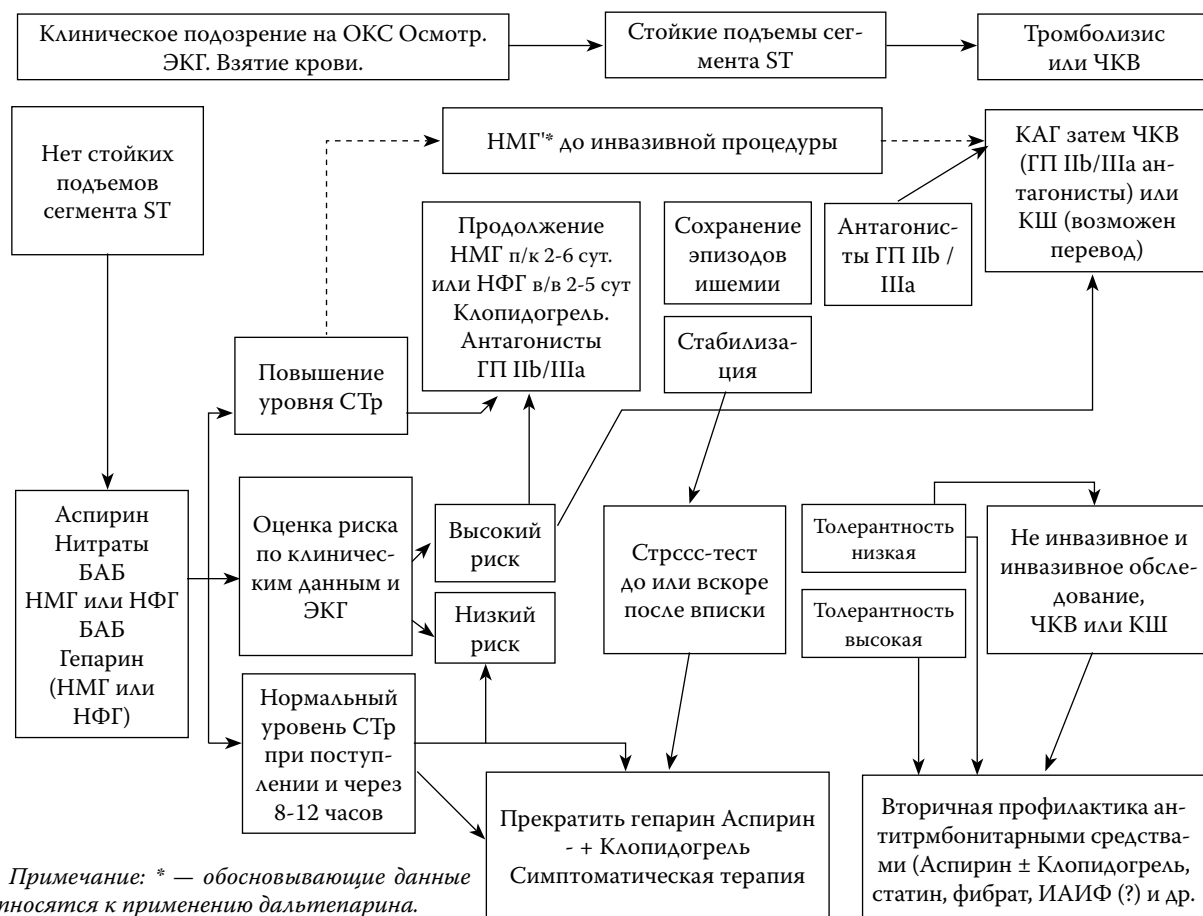 Клиническое подозрение на ОКС Осмотр.
ЭКГ. Взятие крови.
Стойкие подъемы сег-
мента ST
Тромболизис
или ЧКВ
Нет стойких
подъемов
сегмента ST
НМГ'* до инвазивной процедуры
КАГ затем ЧКВ
(ГП IIb/IIIa ан-
тагонисты) или
КШ (возможен
перевод)
Продолжение
НМГ п/к 2-6 сут.
или НФГ в/в 2-5 сут
Клопидогрель.
Антагонисты
ГП IIb/IIIa
Сохранение
эпизодов
ишемии
Антагонис-
ты ГП IIb /
IIIa
Стабилиза-
ция
Повышение
уровня СТр
Аспирин
Нитраты
БАБ
НМГ или НФГ
БАБ
Гепарин
(НМГ или
НФГ)
Оценка риска
по клиничес-
ким данным и
ЭКГ
Высокий
риск
Низкий
риск
Стрссс-тест
до или вскоре
после вписки
Толерантность
низкая
Толерантность
высокая
Не инвазивное и
инвазивное обсле-
дование,
ЧКВ или КШ
Нормальный
уровень СТр
при поступ-
лении и через
8-12 часов
Прекратить гепарин Аспирин
- + Клопидогрель
Симптоматическая терапия
Вторичная профилактика ан-
титрмбонитарными средства-
ми (Аспирин ± Клопидогрель,
статин, фибрат, ИАИФ (?) и др.
Примечание: * — обосновывающие данные
тносятся к применению дальтепарина.